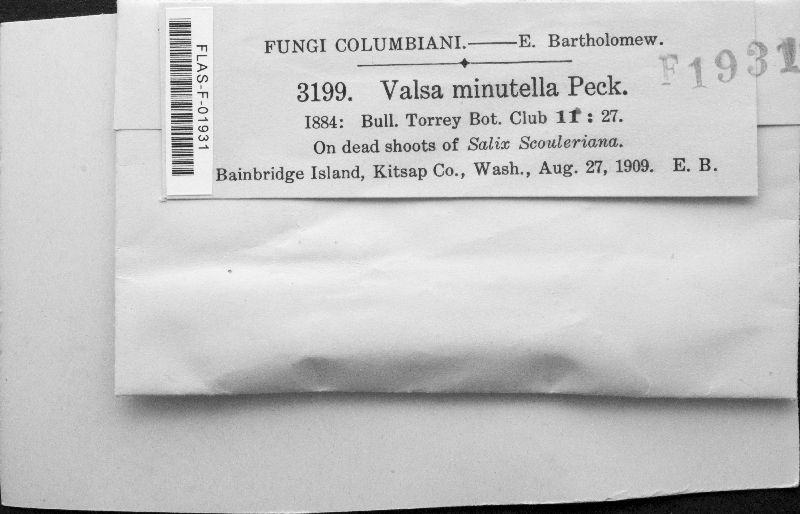 FUNGI COLUMBIANI.——E. Bartholomew.
F1931
3199. Valsa minutella Peck.
1884: Bull. Torrey Bot. Club 11: 27.
On dead shoots of Salix Scouleriana.
Bainbridge Island, Kitsap Co., Wash., Aug. 27, 1909. E. B.
FLAS-F-01931